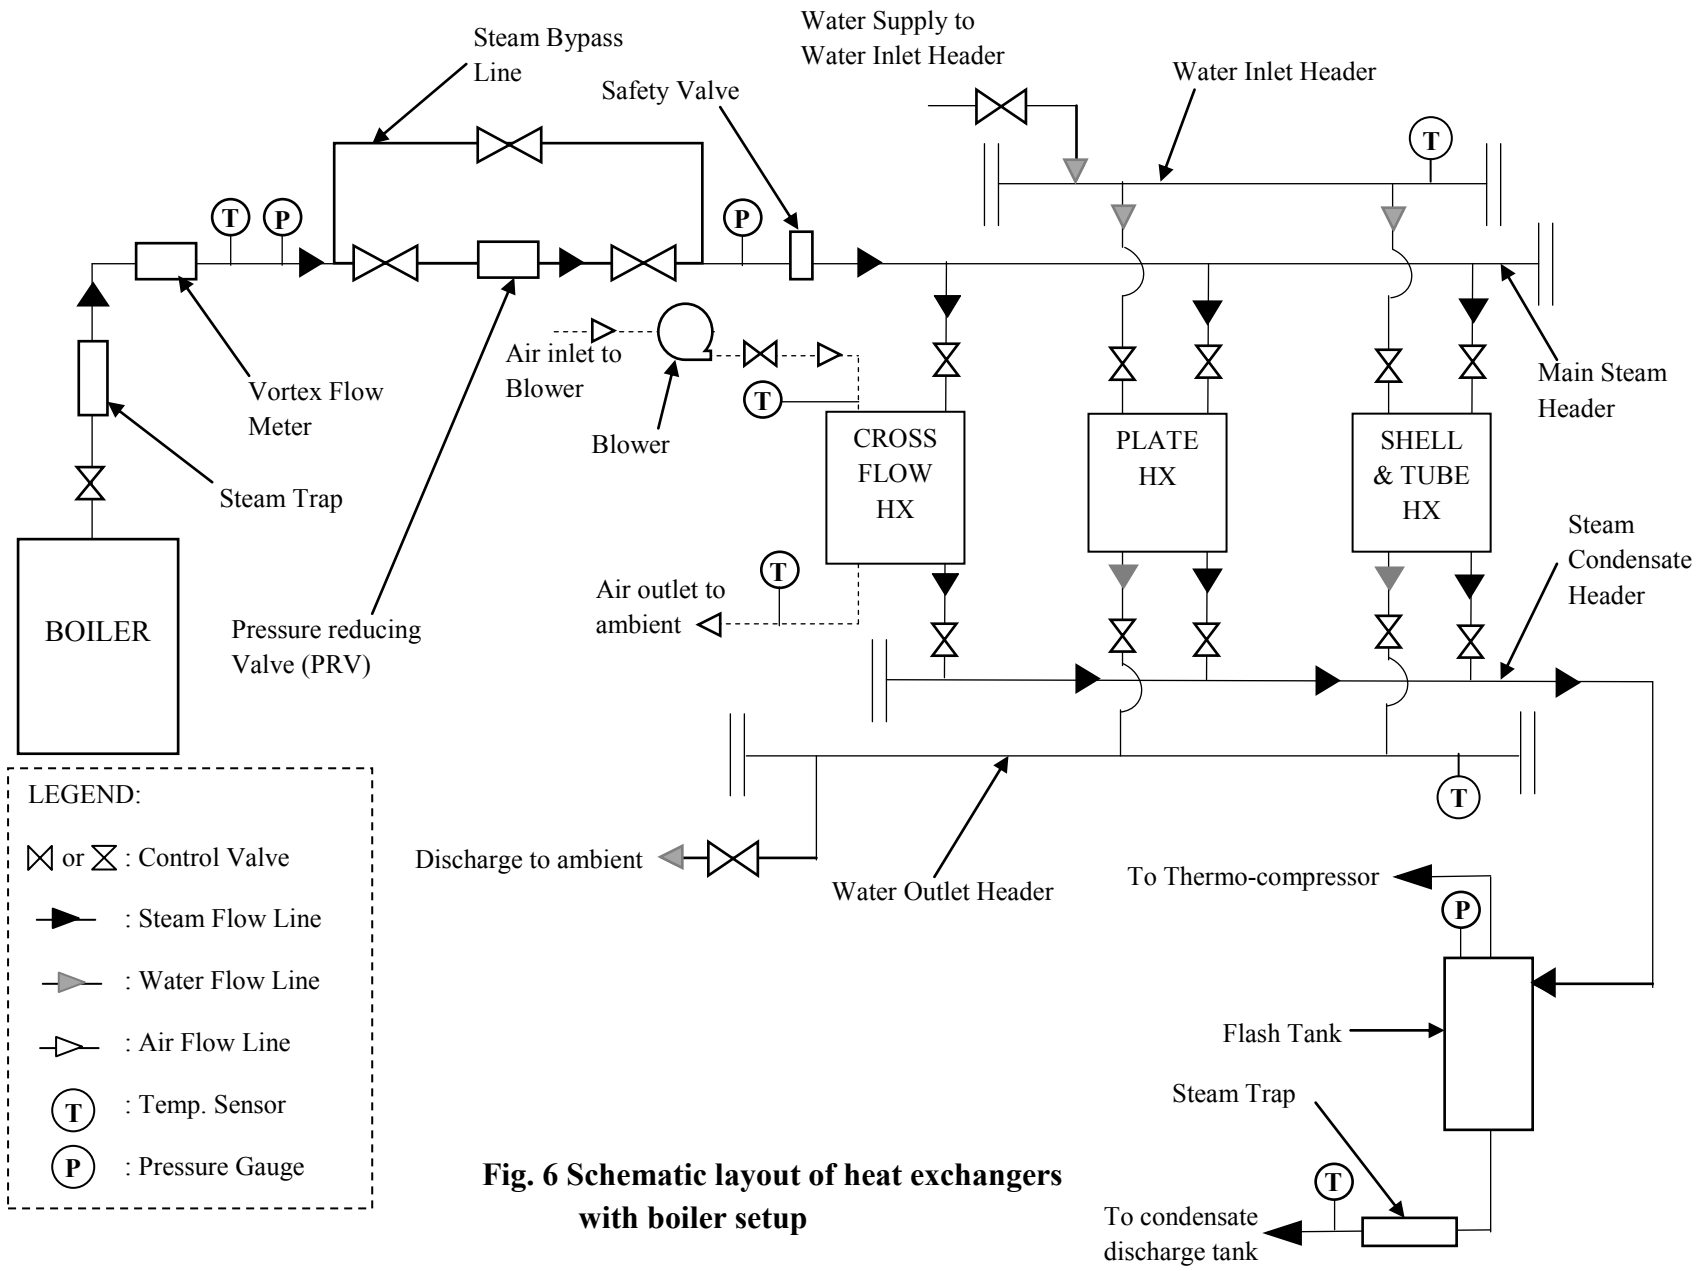 Water Supply to
Water Inlet Header
Steam Bypass
Line
Safety Valve
Water Inlet Header
T
T
P
P
Vortex Flow
Meter
Steam Trap
Air inlet to
Blower
Blower
T
Main Steam
Header
CROSS
FLOW
HX
PLATE
HX
SHELL
& TUBE
HX
BOILER
Pressure reducing
Valve (PRV)
T
Air outlet to
ambient
Steam
Condensate
Header
LEGEND:
or : Control Valve
: Steam Flow Line
: Water Flow Line
: Air Flow Line
T : Temp. Sensor
P : Pressure Gauge
T
Discharge to ambient
Water Outlet Header
To Thermo-compressor
P
Flash Tank
Steam Trap
T
To condensate
discharge tank
Fig. 6 Schematic layout of heat exchangers
with boiler setup